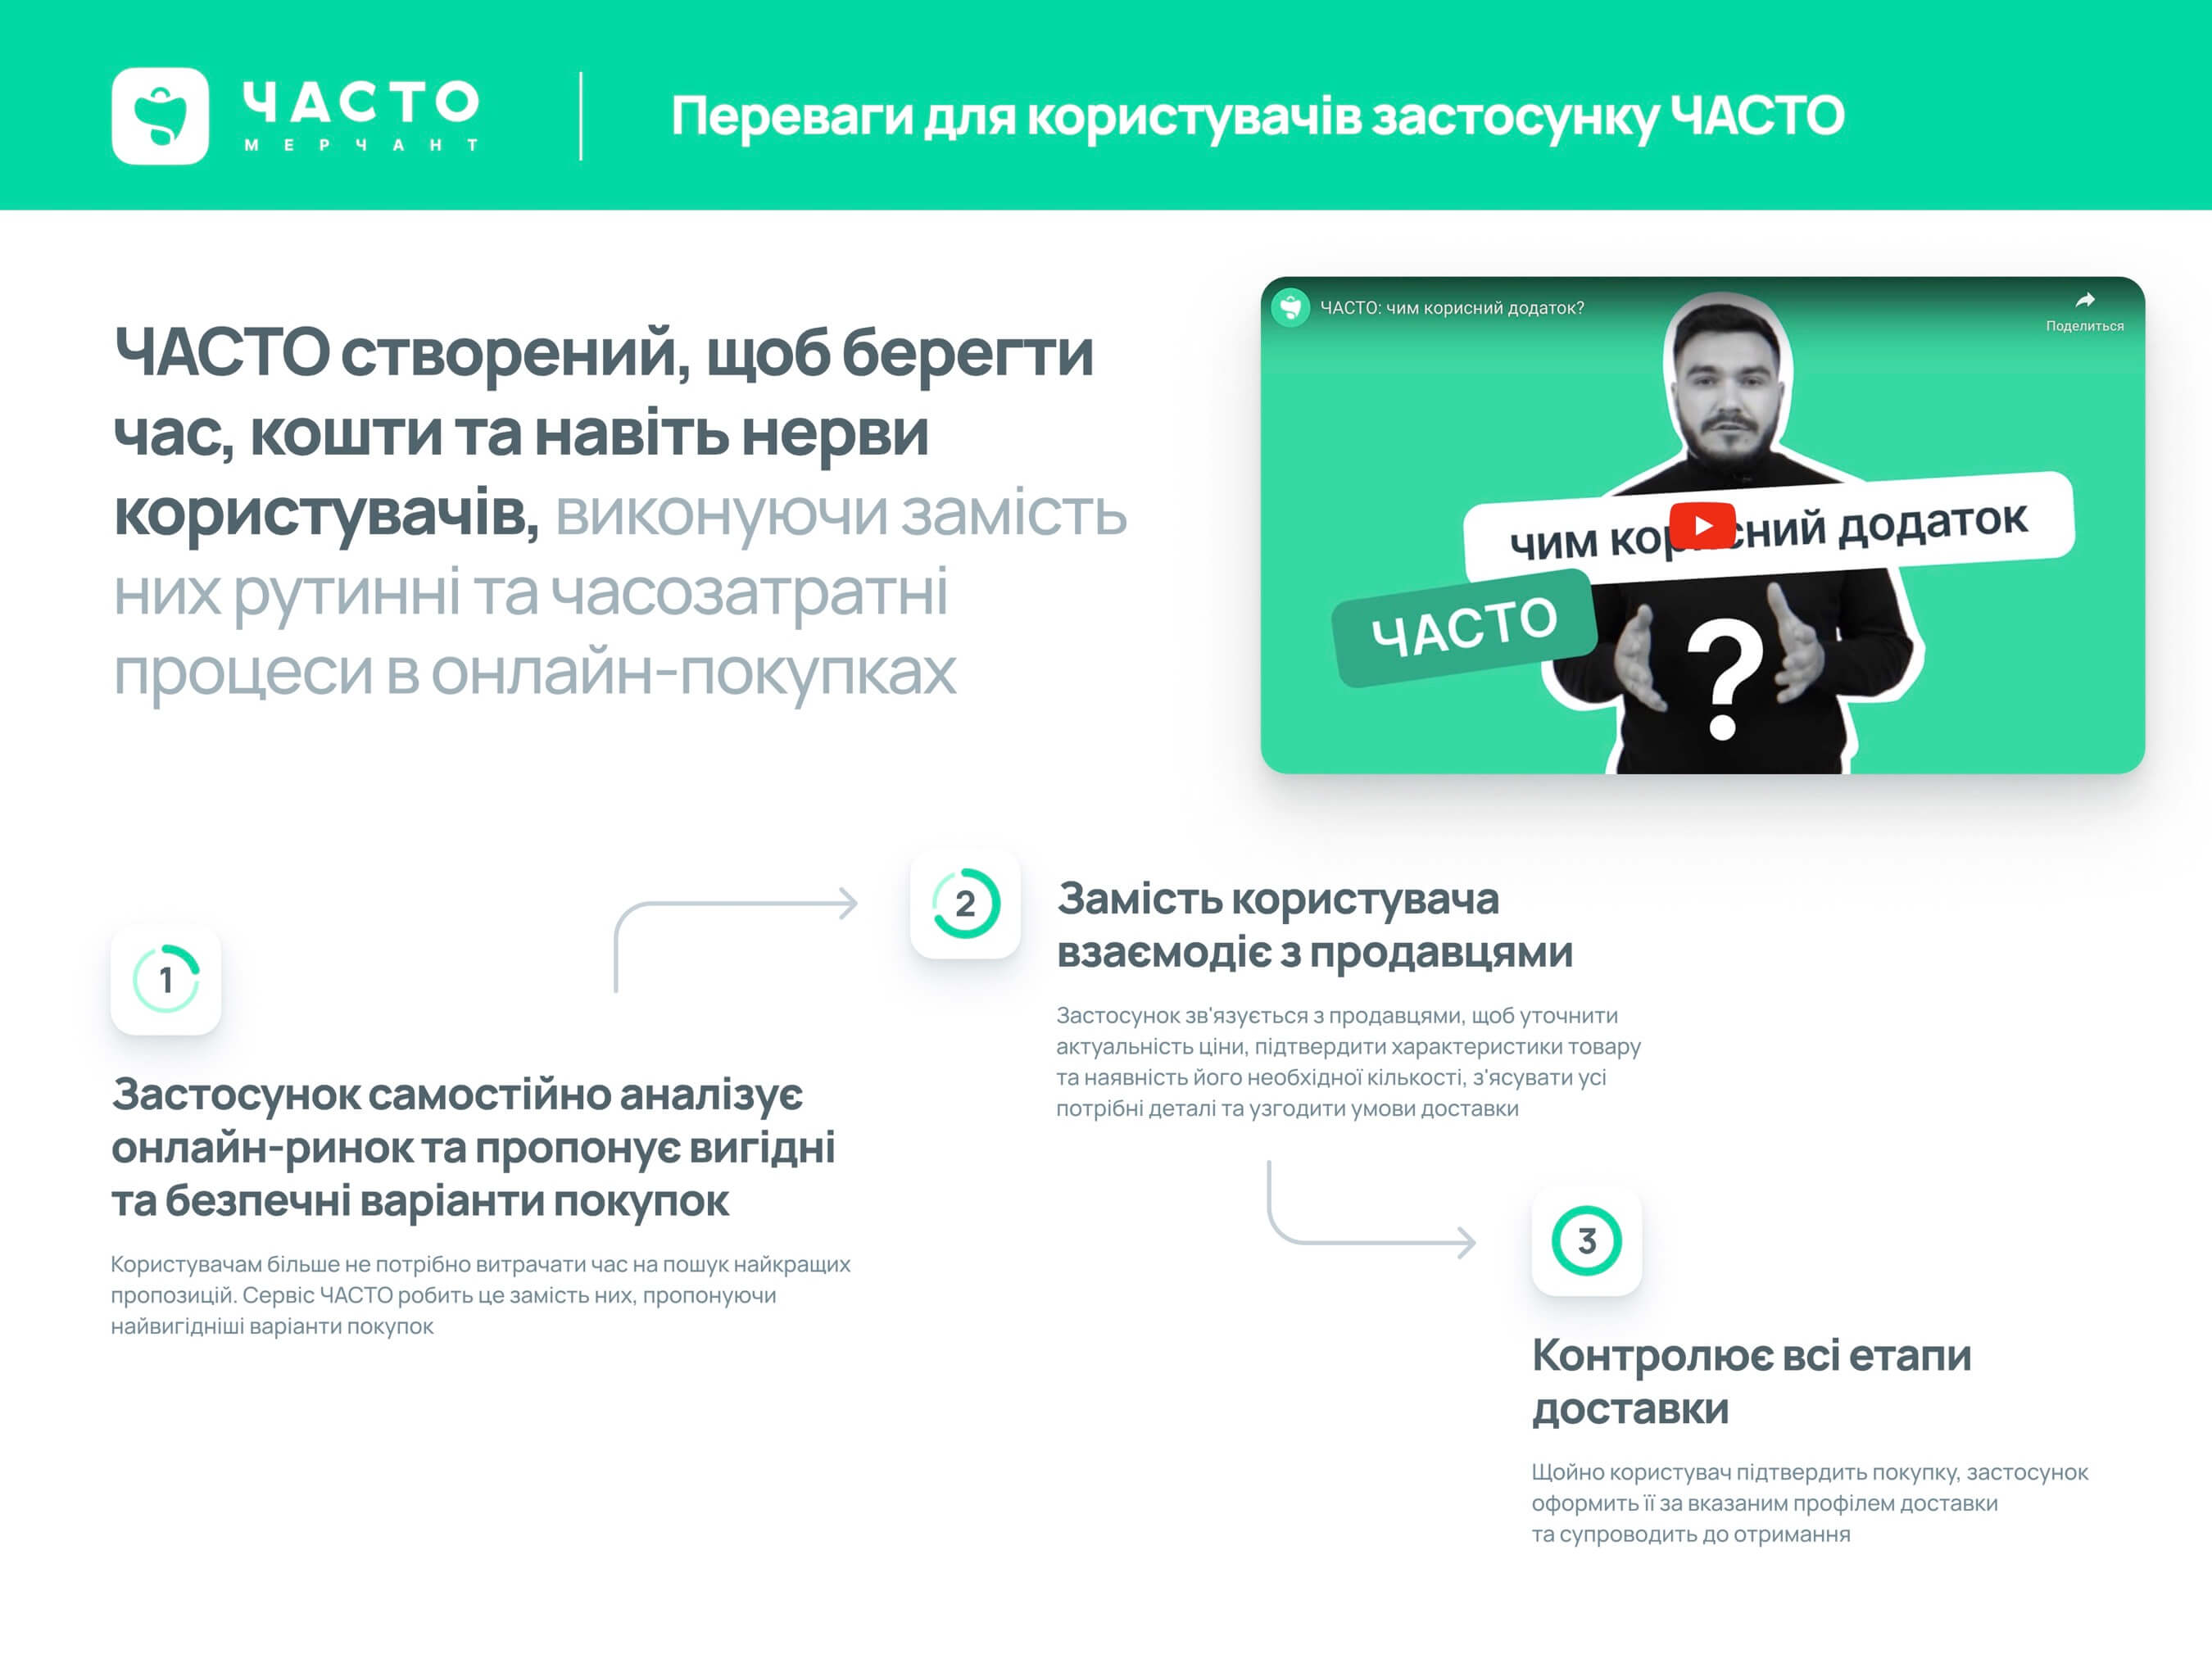 ЧАСТО
МЕРЧАНТ
Переваги для користувачів застосунку ЧАСТО
ЧАСТО створений, щоб берегти
час, кошти та навіть нерви
користувачів, виконуючи замість
них рутинні та часозатратні
процеси в онлайн-покупках
ЧАСТО: чим корисний додаток?
Поделиться
чим корисний додаток
ЧАСТО
?
1
Застосунок самостійно аналізує
онлайн-ринок та пропонує вигідні
та безпечні варіанти покупок
Користувачам більше не потрібно витрачати час на пошук найкращих
пропозицій. Сервіс ЧАСТО робить це замість них, пропонуючи
найвигідніші варіанти покупок
2
Замість користувача
взаємодіє з продавцями
Застосунок зв'язується з продавцями, щоб уточнити
актуальність ціни, підтвердити характеристики товару
та наявність його необхідної кількості, з'ясувати усі
потрібні деталі та узгодити умови доставки
3
Контролює всі етапи
доставки
Щойно користувач підтвердить покупку, застосунок
оформить її за вказаним профілем доставки
та супроводить до отримання